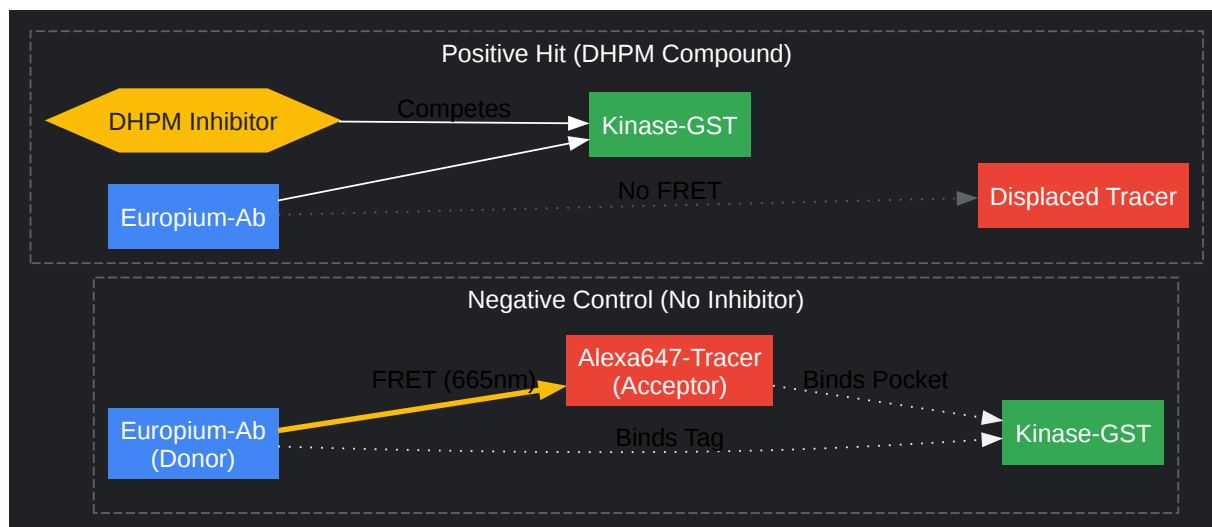 Positive Hit (DHPM Compound)
DHPM Inhibitor
Competes
Kinase-GST
Europium-Ab
No FRET
Displaced Tracer
Negative Control (No Inhibitor)
Alexa647-Tracer
(Acceptor)
FRET (665nm)
Binds Pocket
Europium-Ab
(Donor)
Binds Tag
Kinase-GST